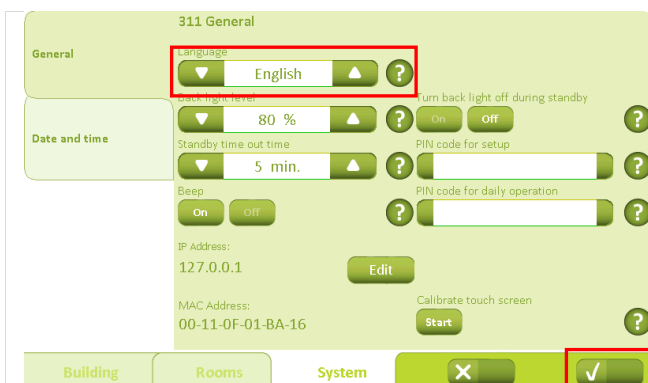 311 General
General
Language
English
?
Back light level
Turn back light off during standby
80 %
?
On
Off
?
Date and time
Standby time out time
PIN code for setup
5 min.
?
?
Beep
PIN code for daily operation
On
Off
?
?
IP Address:
127.0.0.1
Edit
MAC Address:
Calibrate touch screen
00-11-0F-01-BA-16
Start
?
Building
Rooms
System